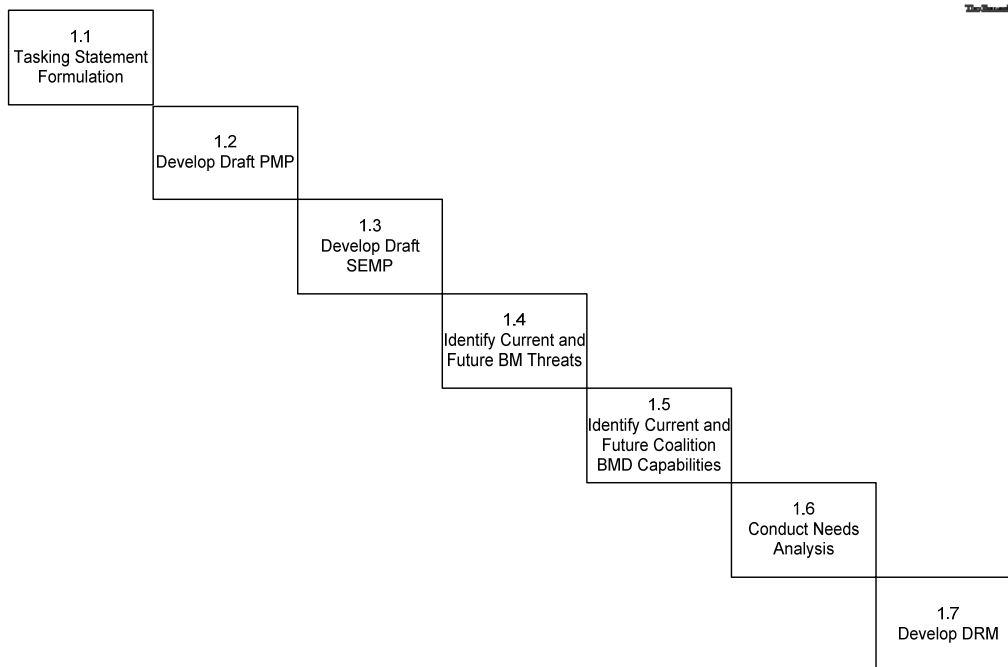 1.1
Tasking Statement
Formulation
1.2
Develop Draft PMP
1.3
Develop Draft
SEMP
1.4
Identify Current and
Future BM Threats
1.5
Identify Current and
Future Coalition
BMD Capabilities
1.6
Conduct Needs
Analysis
1.7
Develop DRM